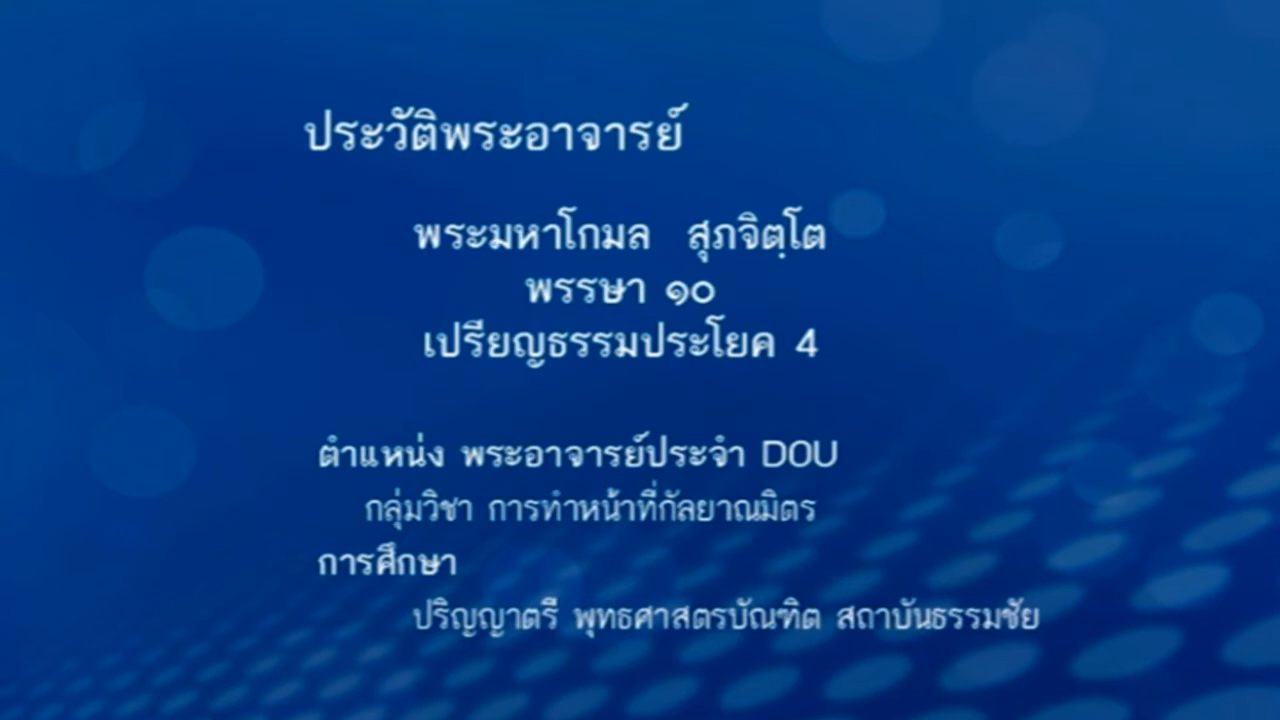 ประวัติพระอาจารย์
พระมหาโกมล สุภจิตฺโต
พรรษา ๑๐
เปรียญธรรมประโยค 4
ตำแหน่ง พระอาจารย์ประจำ DOU
กลุ่มวิชา การทำหน้าที่กัลยาณมิตร
การศึกษา
ปริญญาตรี พุทธศาสตรบัณฑิต สถาบันธรรมชัย